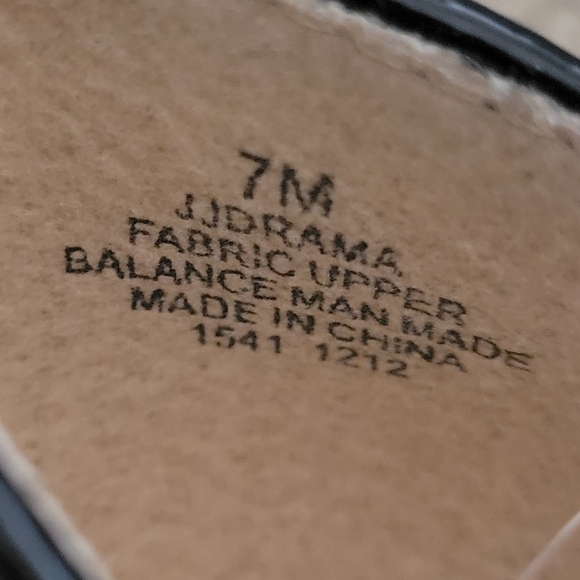 7M
JJDRAMA
FABRIC UPPER
BALANCE MAN MADE
MADE IN CHINA
1541 1212